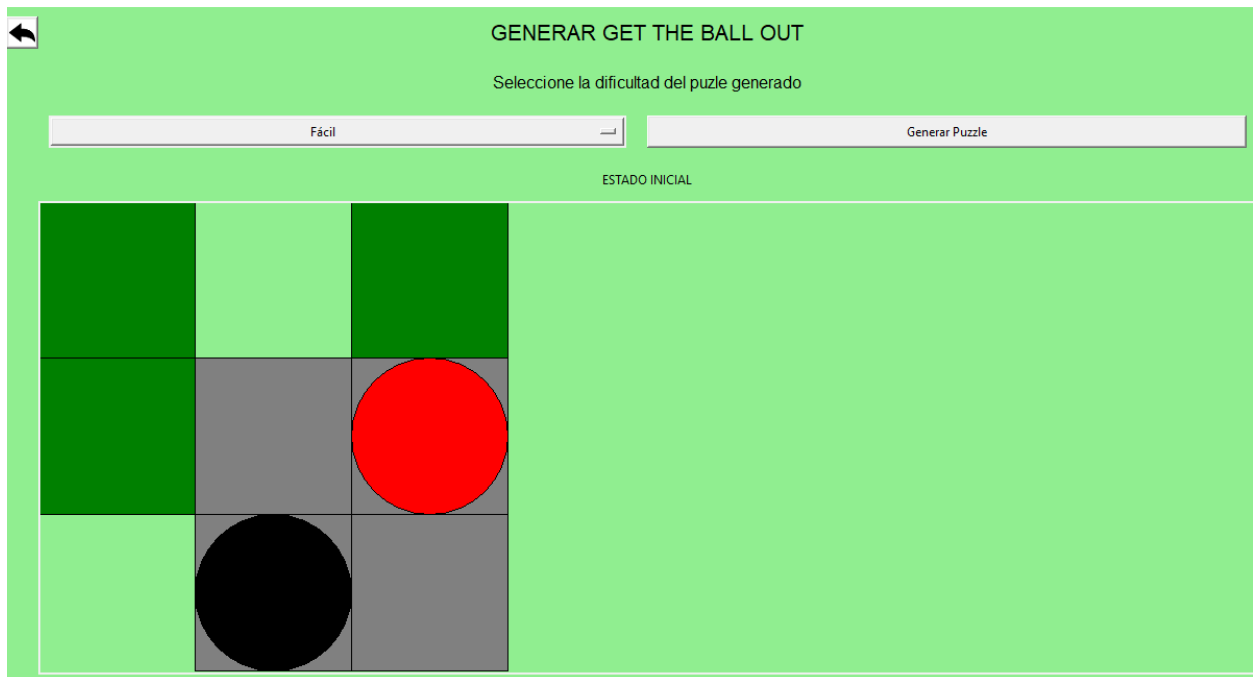 GENERAR GET THE BALL OUT
Seleccione la dificultad del puzle generado
Fácil
Generar Puzzle
ESTADO INICIAL